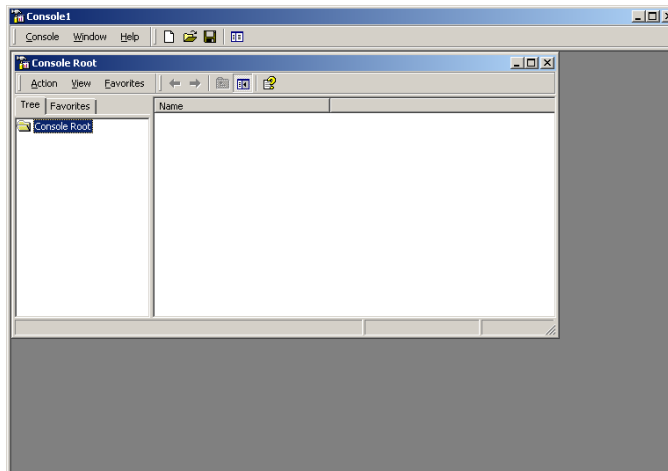 Console1
Console Window Help
Console Root
Action View Favorites
Tree Favorites Name
Console Root